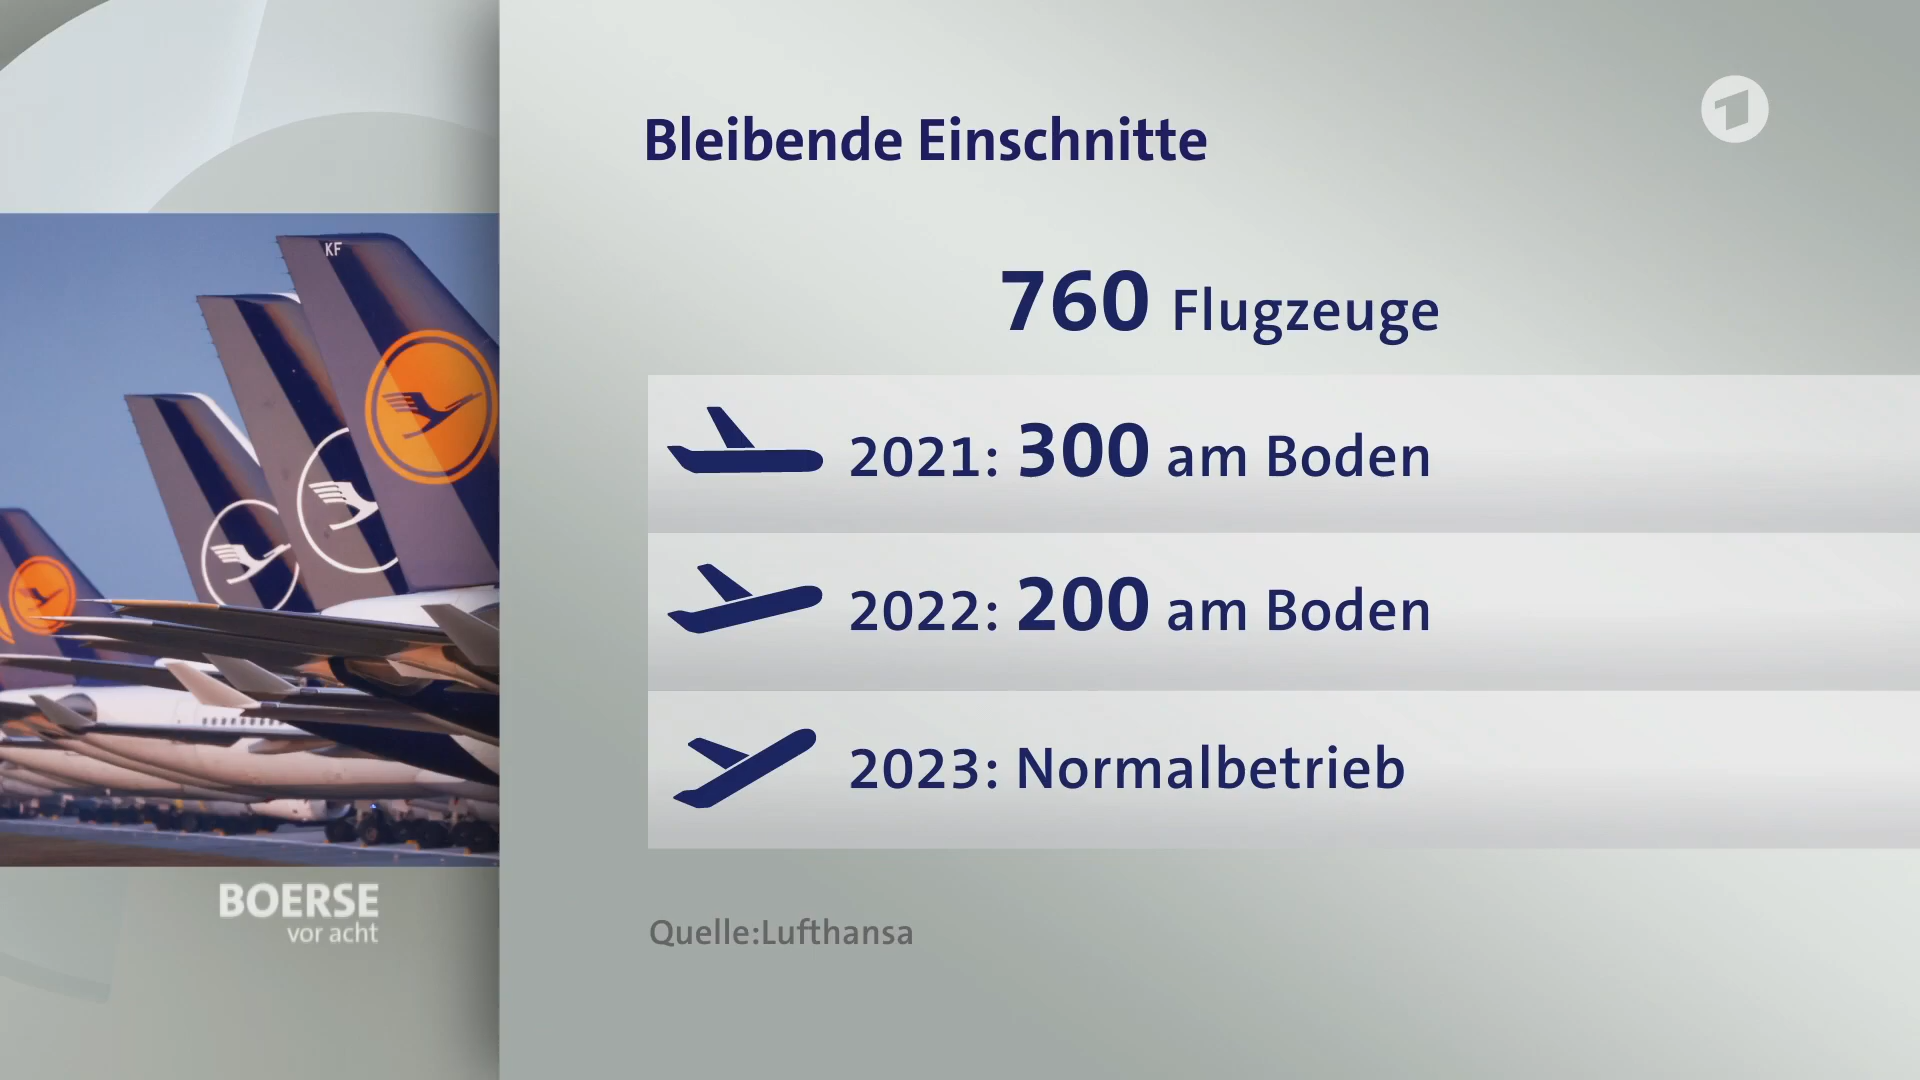 Bleibende Einschnitte
760 Flugzeuge
2021: 300 am Boden
2022: 200 am Boden
2023: Normalbetrieb
Quelle:Lufthansa
KF
BOERSE
vor acht
1